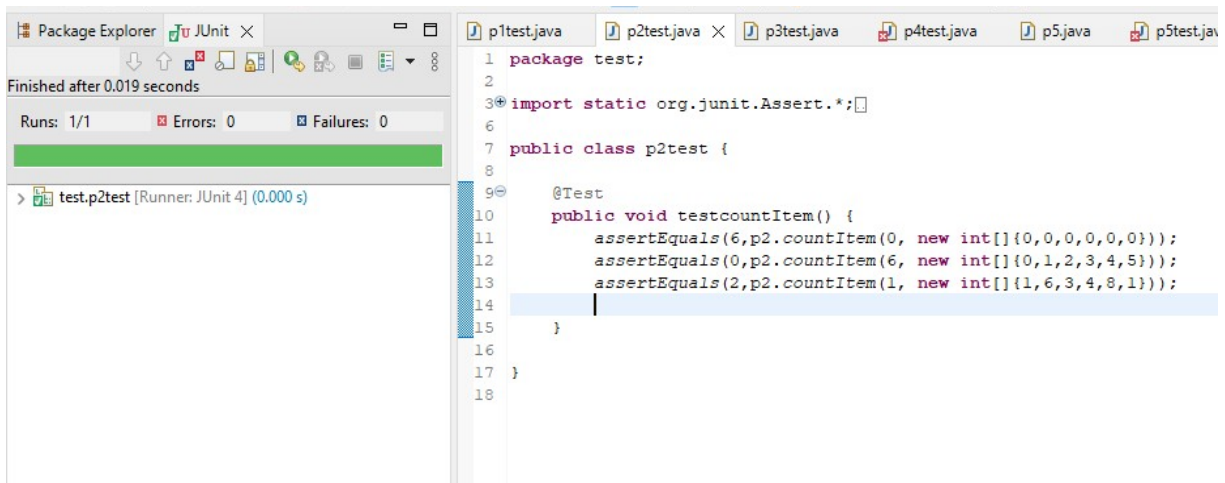 Package Explorer JUnit
Finished after 0.019 seconds
Runs: 1/1 Errors: 0 Failures: 0
test.p2test [Runner: JUnit 4] (0.000 s)
p1test.java p2test.java p3test.java p4test.java p5.java p5test.jav
1 package test;
2
3 import static org.junit.Assert.*;
6
7 public class p2test {
8
9 @Test
10 public void testcountItem() {
11 assertEquals(6,p2.countItem(0, new int[]{0,0,0,0,0,0}));
12 assertEquals(0,p2.countItem(6, new int[]{0,1,2,3,4,5}));
13 assertEquals(2,p2.countItem(1, new int[]{1,6,3,4,8,1}));
14
15 }
16
17 }
18